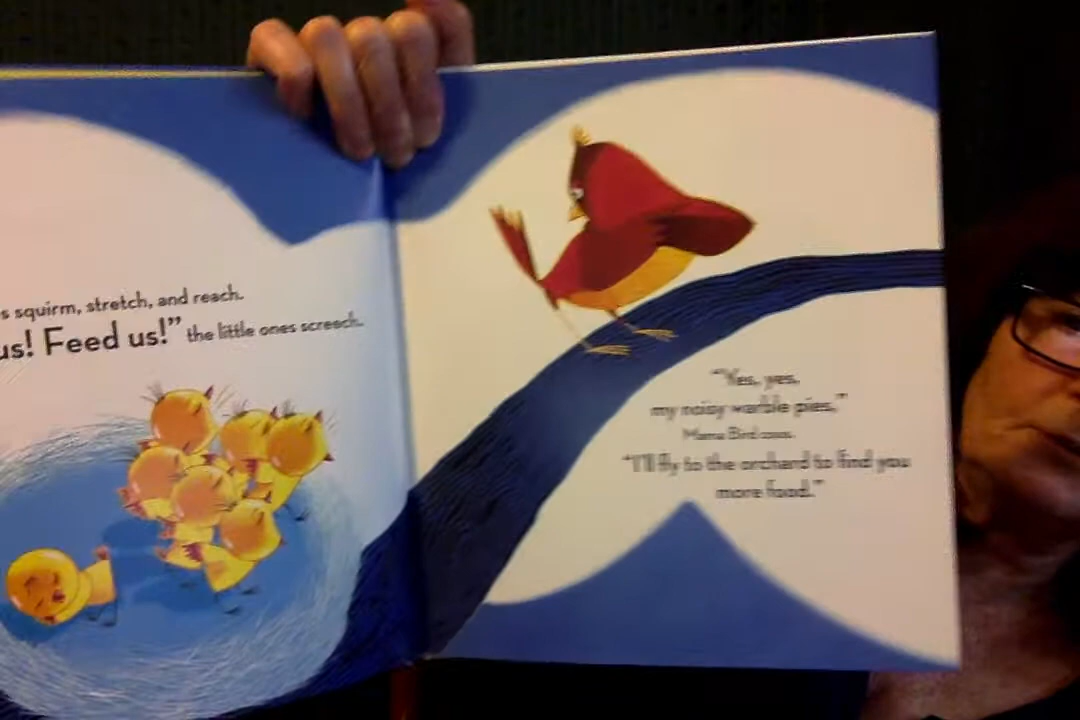 squirm, stretch, and reach.
us! Feed us!” the little ones screech.
“Yes, yes,
my noisy warble pies,”
Mama Bird coos.
“I’ll fly to the orchard to find you
more food.”